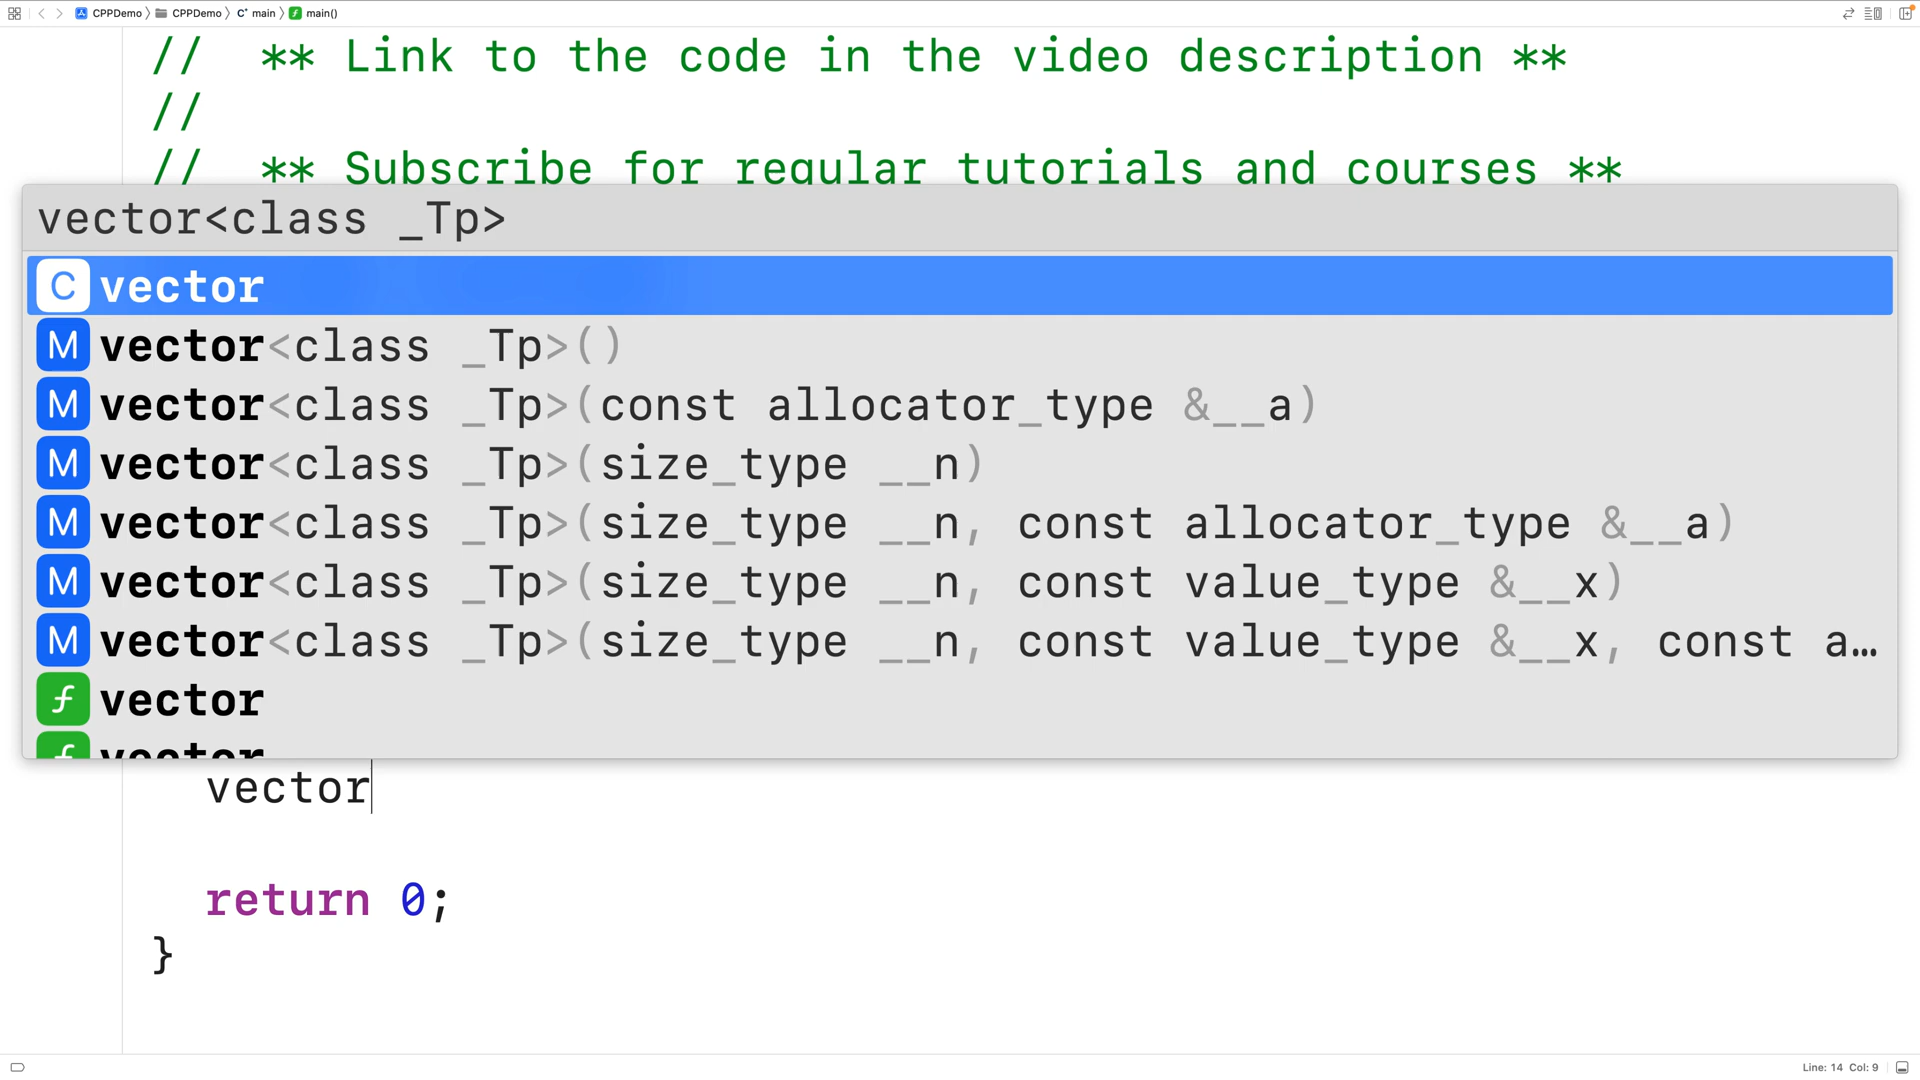 CPPDemo 〉 CPPDemo 〉 C⁺ main 〉 f main()
//  ** Link to the code in the video description **
//
//  ** Subscribe for regular tutorials and courses **
vector<class _Tp>
C vector
M vector<class _Tp>()
M vector<class _Tp>(const allocator_type &__a)
M vector<class _Tp>(size_type __n)
M vector<class _Tp>(size_type __n, const allocator_type &__a)
M vector<class _Tp>(size_type __n, const value_type &__x)
M vector<class _Tp>(size_type __n, const value_type &__x, const a…
f vector
f vector
vector
return 0;
}
Line: 14 Col: 9